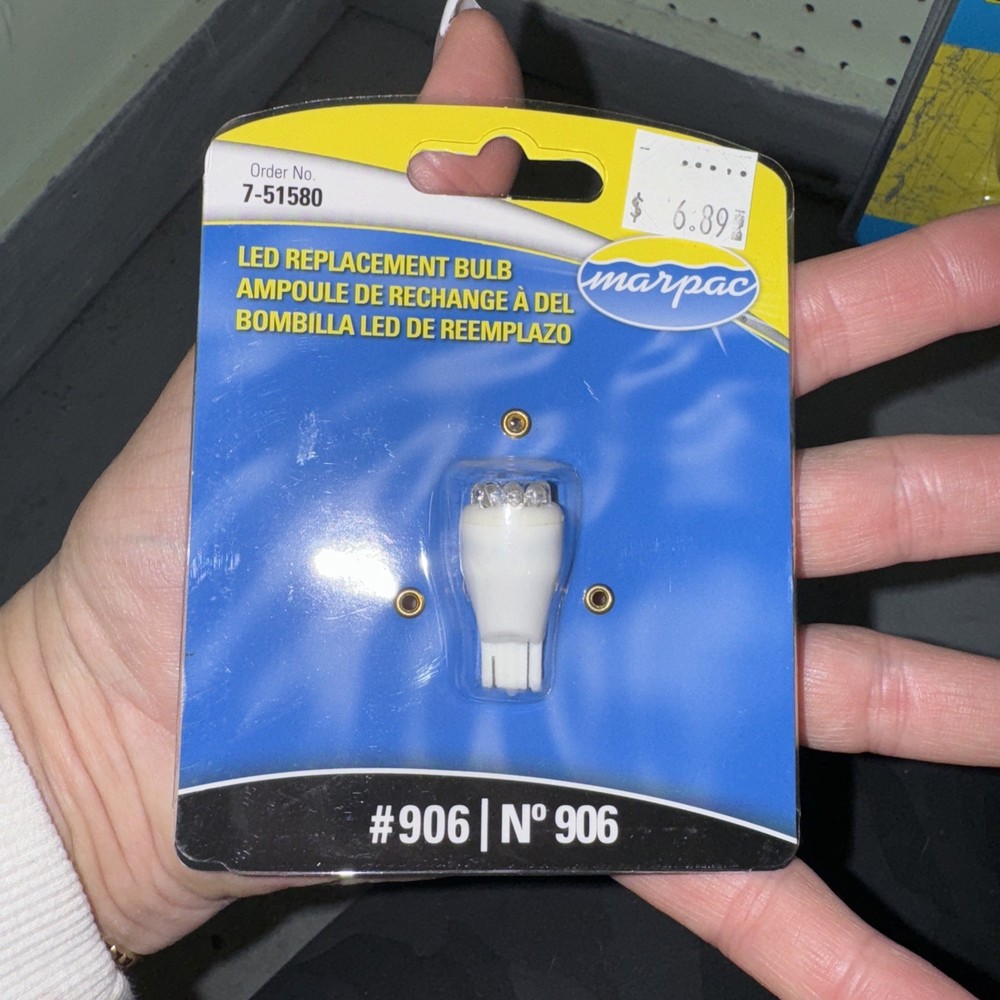 Order No.
7-51580
$ 6.89
marpac
LED REPLACEMENT BULB
AMPOULE DE RECHANGE À DEL
BOMBILLA LED DE REEMPLAZO
#906 | Nº 906